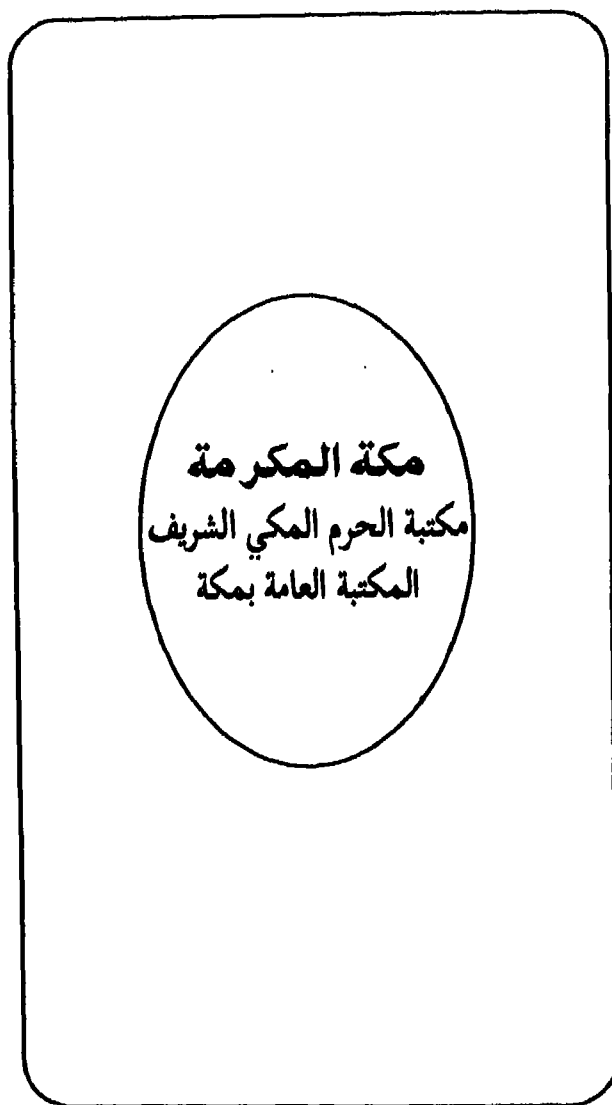 مكة المكرمة
مكتبة الحرم المكي الشريف
المكتبة العامة بمكة